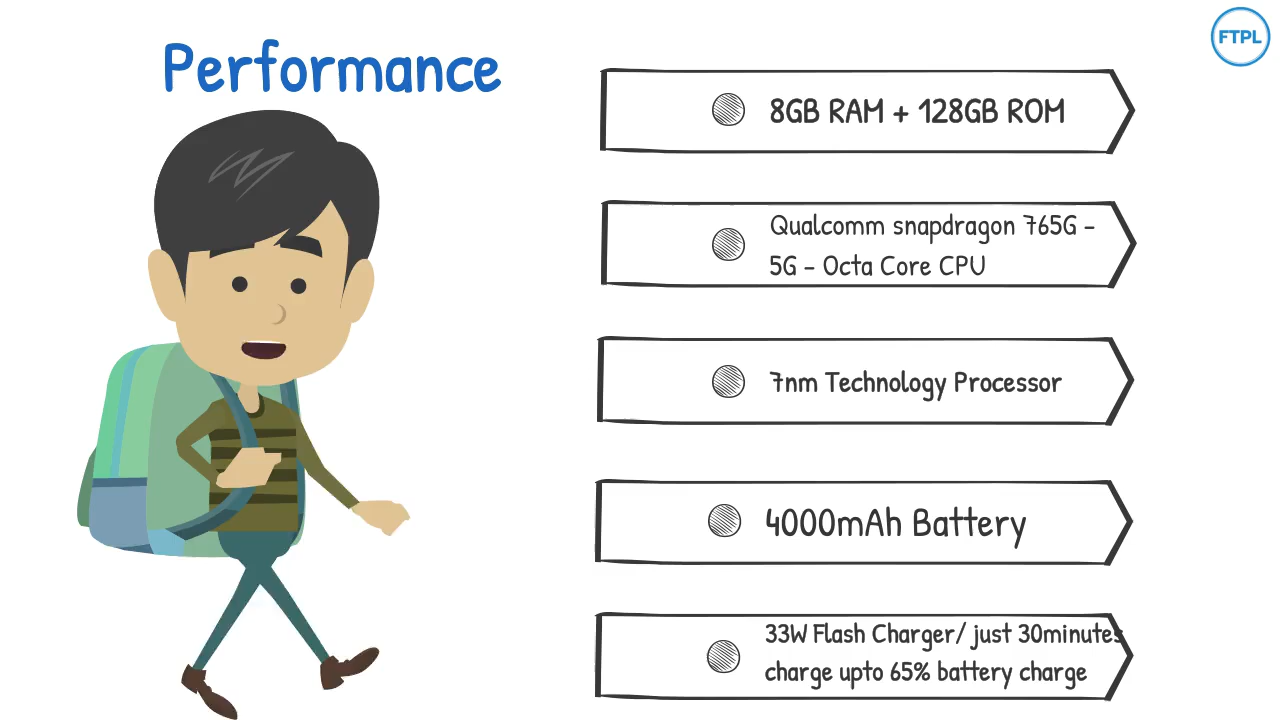 Performance
FTPL
8GB RAM + 128GB ROM
Qualcomm snapdragon 765G -
5G - Octa Core CPU
7nm Technology Processor
4000mAh Battery
33W Flash Charger/ just 30minutes
charge upto 65% battery charge